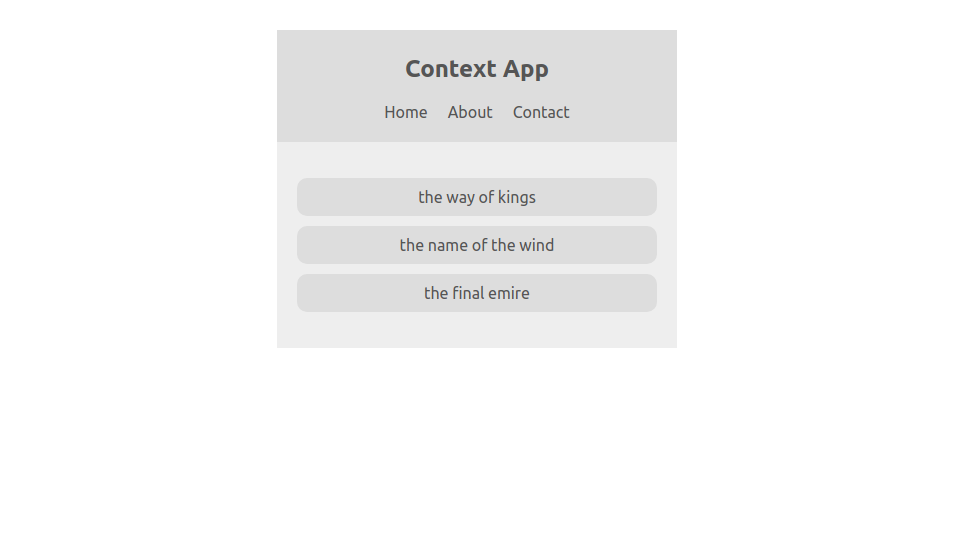 Context App
Home About Contact
the way of kings
the name of the wind
the final emire